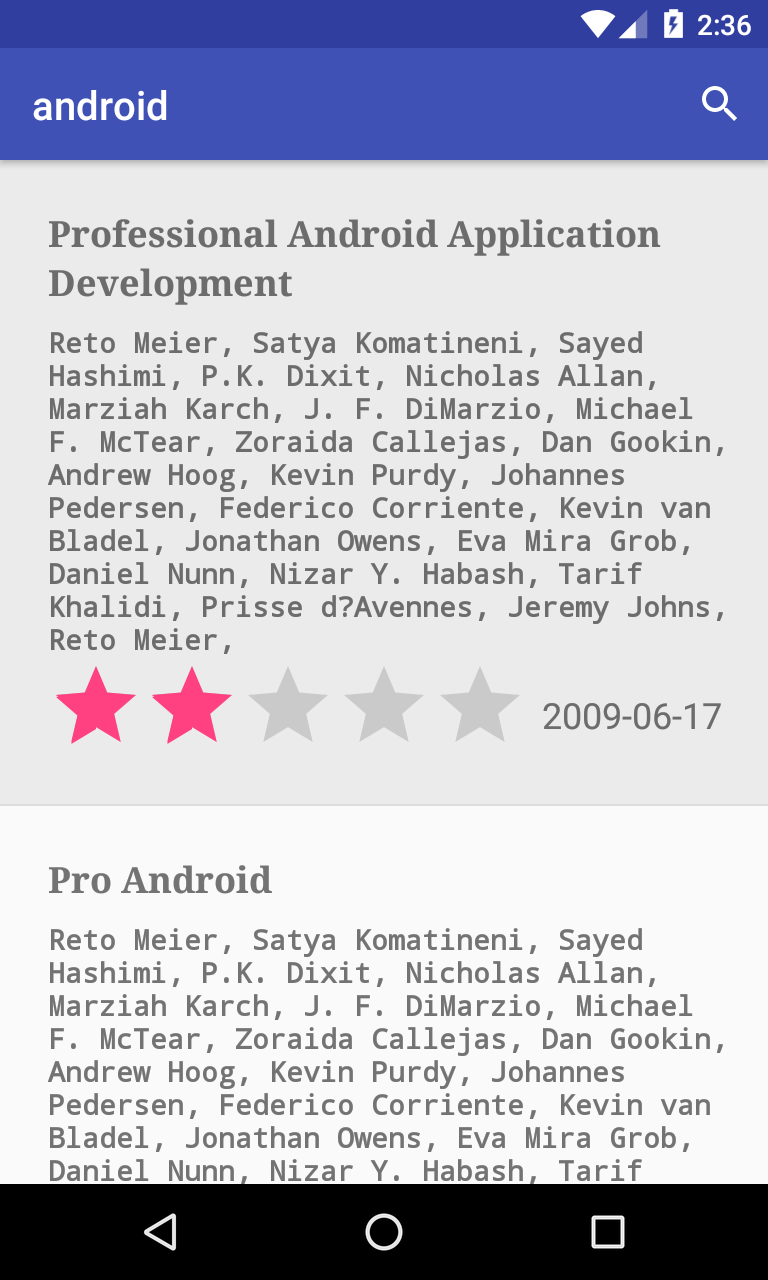 2:36
android
Professional Android Application
Development
Reto Meier, Satya Komatineni, Sayed
Hashimi, P.K. Dixit, Nicholas Allan,
Marziah Karch, J. F. DiMarzio, Michael
F. McTear, Zoraida Callejas, Dan Gookin,
Andrew Hoog, Kevin Purdy, Johannes
Pedersen, Federico Corriente, Kevin van
Bladel, Jonathan Owens, Eva Mira Grob,
Daniel Nunn, Nizar Y. Habash, Tarif
Khalidi, Prisse d?Avennes, Jeremy Johns,
Reto Meier,
2009-06-17
Pro Android
Reto Meier, Satya Komatineni, Sayed
Hashimi, P.K. Dixit, Nicholas Allan,
Marziah Karch, J. F. DiMarzio, Michael
F. McTear, Zoraida Callejas, Dan Gookin,
Andrew Hoog, Kevin Purdy, Johannes
Pedersen, Federico Corriente, Kevin van
Bladel, Jonathan Owens, Eva Mira Grob,
Daniel Nunn, Nizar Y. Habash, Tarif